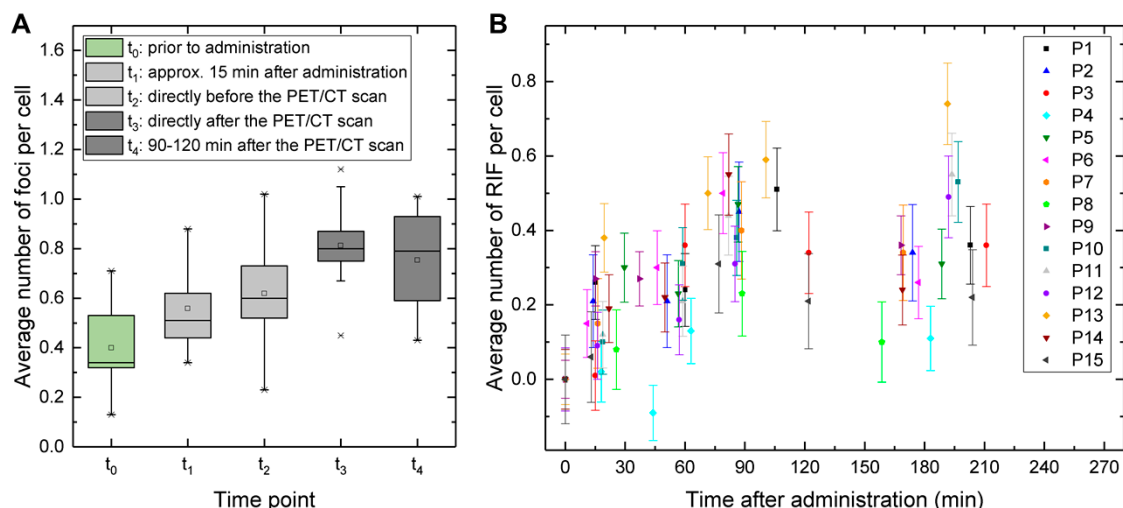 A
t0: prior to administration
t1: approx. 15 min after administration
t2: directly before the PET/CT scan
t3: directly after the PET/CT scan
t4: 90-120 min after the PET/CT scan
Average number of foci per cell
1.6
1.4
1.2
1.0
0.8
0.6
0.4
0.2
0.0
t0 t1 t2 t3 t4
Time point
B
Average number of RIF per cell
0.8
0.6
0.4
0.2
0.0
P1
P2
P3
P4
P5
P6
P7
P8
P9
P10
P11
P12
P13
P14
P15
0 30 60 90 120 150 180 210 240 270
Time after administration (min)